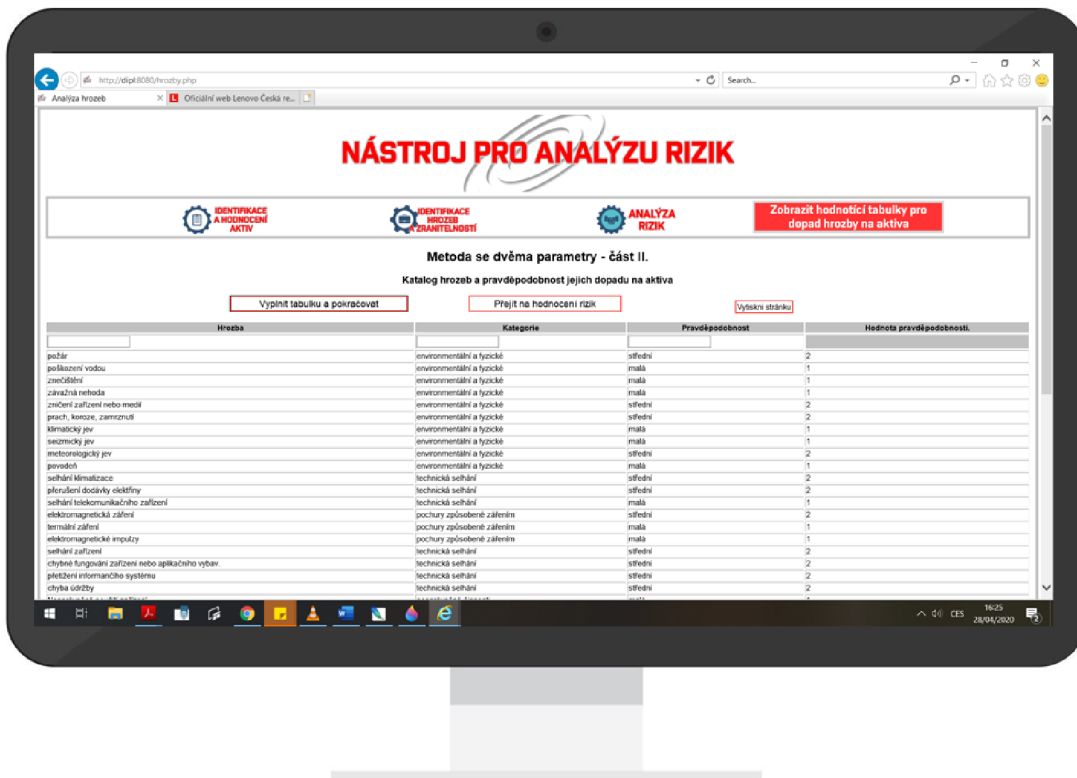 http://dipl:8080/hrozby.php
Search...
Analýza hrozeb
Oficiální web Lenovo Česká re...
NÁSTROJ PRO ANALÝZU RIZIK
IDENTIFIKACE
A HODNOCENÍ
AKTIV
IDENTIFIKACE
HROZEB
A ZRANITELNOSTÍ
ANALÝZA
RIZIK
Zobrazit hodnotící tabulky pro
dopad hrozby na aktiva
Metoda se dvěma parametry - část II.
Katalog hrozeb a pravděpodobnost jejich dopadu na aktiva
Vyplnit tabulku a pokračovat
Přejít na hodnocení rizik
Vytiskni stránku
Hrozba Kategorie Pravděpodobnost Hodnota pravděpodobnosti.
požár environmentální a fyzické střední 2
poškození vodou environmentální a fyzické malá 1
znečištění environmentální a fyzické malá 1
závažná nehoda environmentální a fyzické malá 1
zničení zařízení nebo medií environmentální a fyzické střední 2
prach, koroze, zamrznutí environmentální a fyzické střední 2
klimatický jev environmentální a fyzické malá 1
seizmický jev environmentální a fyzické malá 1
meteorologický jev environmentální a fyzické střední 2
povodeň environmentální a fyzické malá 1
selhání klimatizace technická selhání střední 2
přerušení dodávky elektřiny technická selhání střední 2
selhání telekomunikačního zařízení technická selhání malá 1
elektromagnetická záření pochury způsobené zářením střední 2
termální záření pochury způsobené zářením malá 1
elektromagnetické impulzy pochury způsobené zářením malá 1
selhání zařízení technická selhání střední 2
chybné fungování zařízení nebo aplikačního vybav. technická selhání střední 2
přetížení informančího systému technická selhání střední 2
chyba údržby technická selhání střední 2
CES
16:25
28/04/2020
2